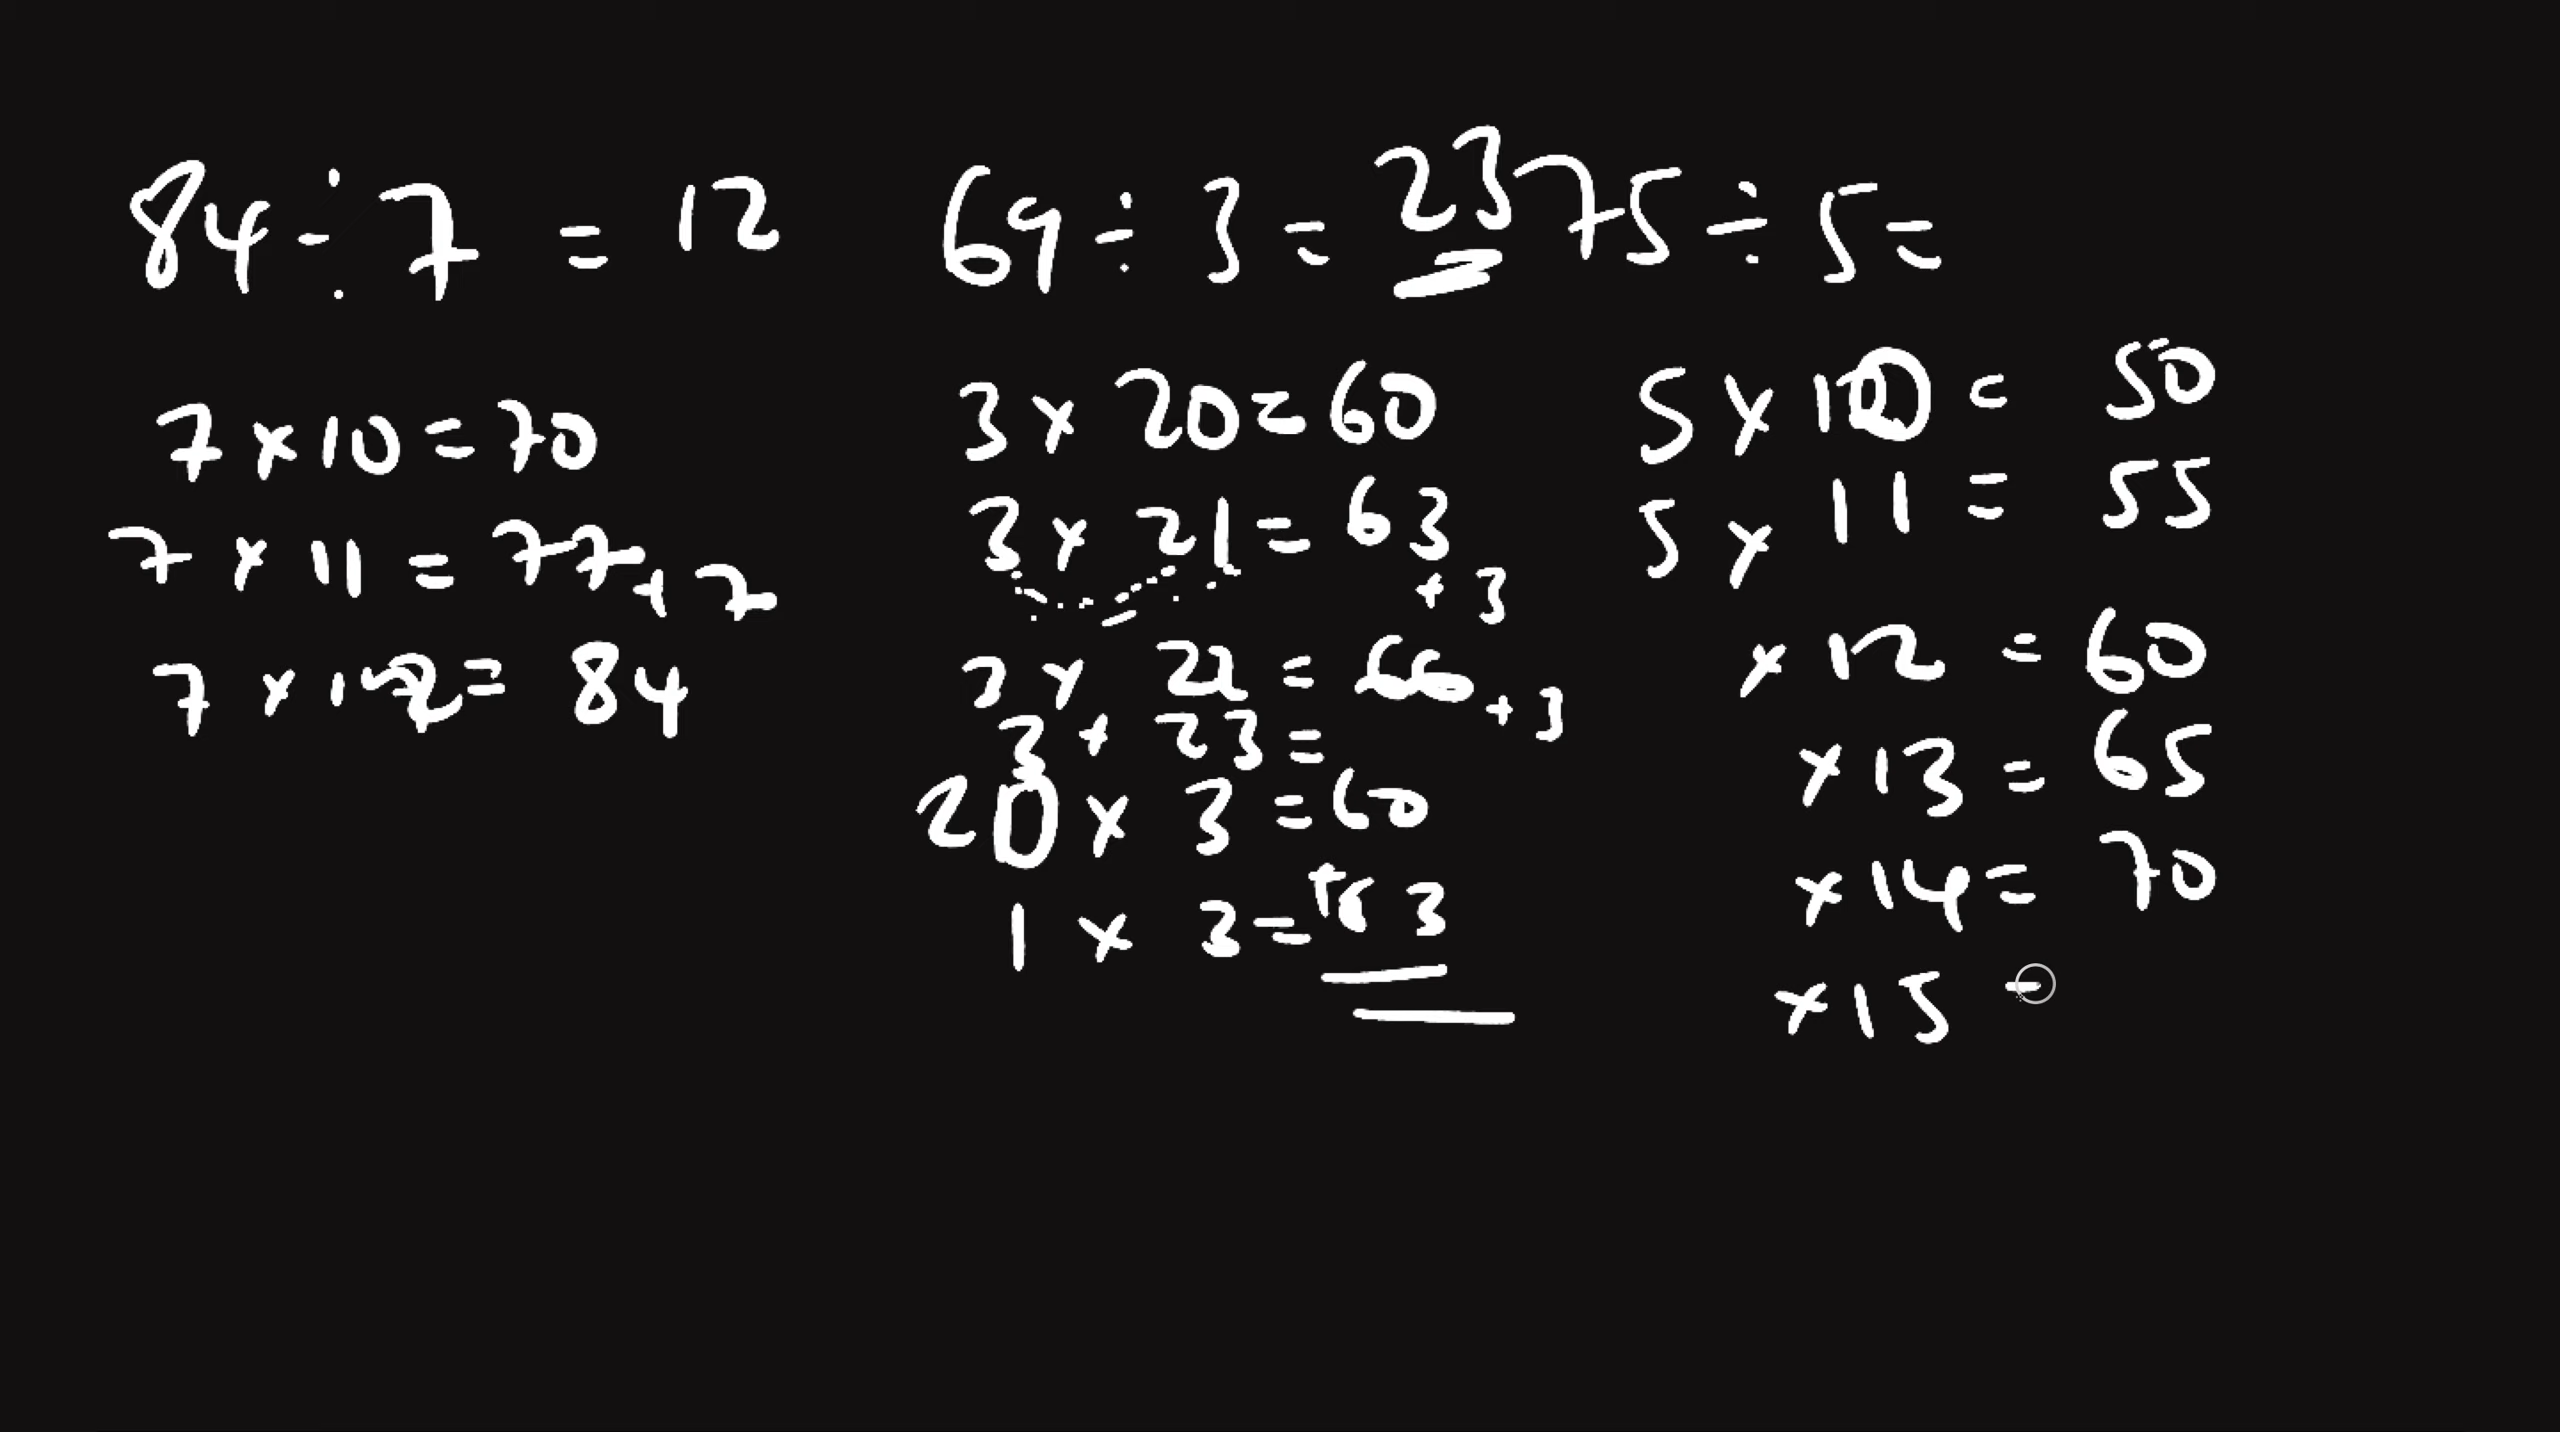 84 ÷ 7 = 12
7 × 10 = 70
7 × 11 = 77 + 7
7 × 12 = 84
69 ÷ 3 = 23
3 × 20 = 60
3 × 21 = 63
+ 3
3 × 22 = 66 + 3
3 + 23 =
20 × 3 = 60
1 × 3 = 3
75 ÷ 5 =
5 × 10 = 50
5 × 11 = 55
× 12 = 60
× 13 = 65
× 14 = 70
× 15 -